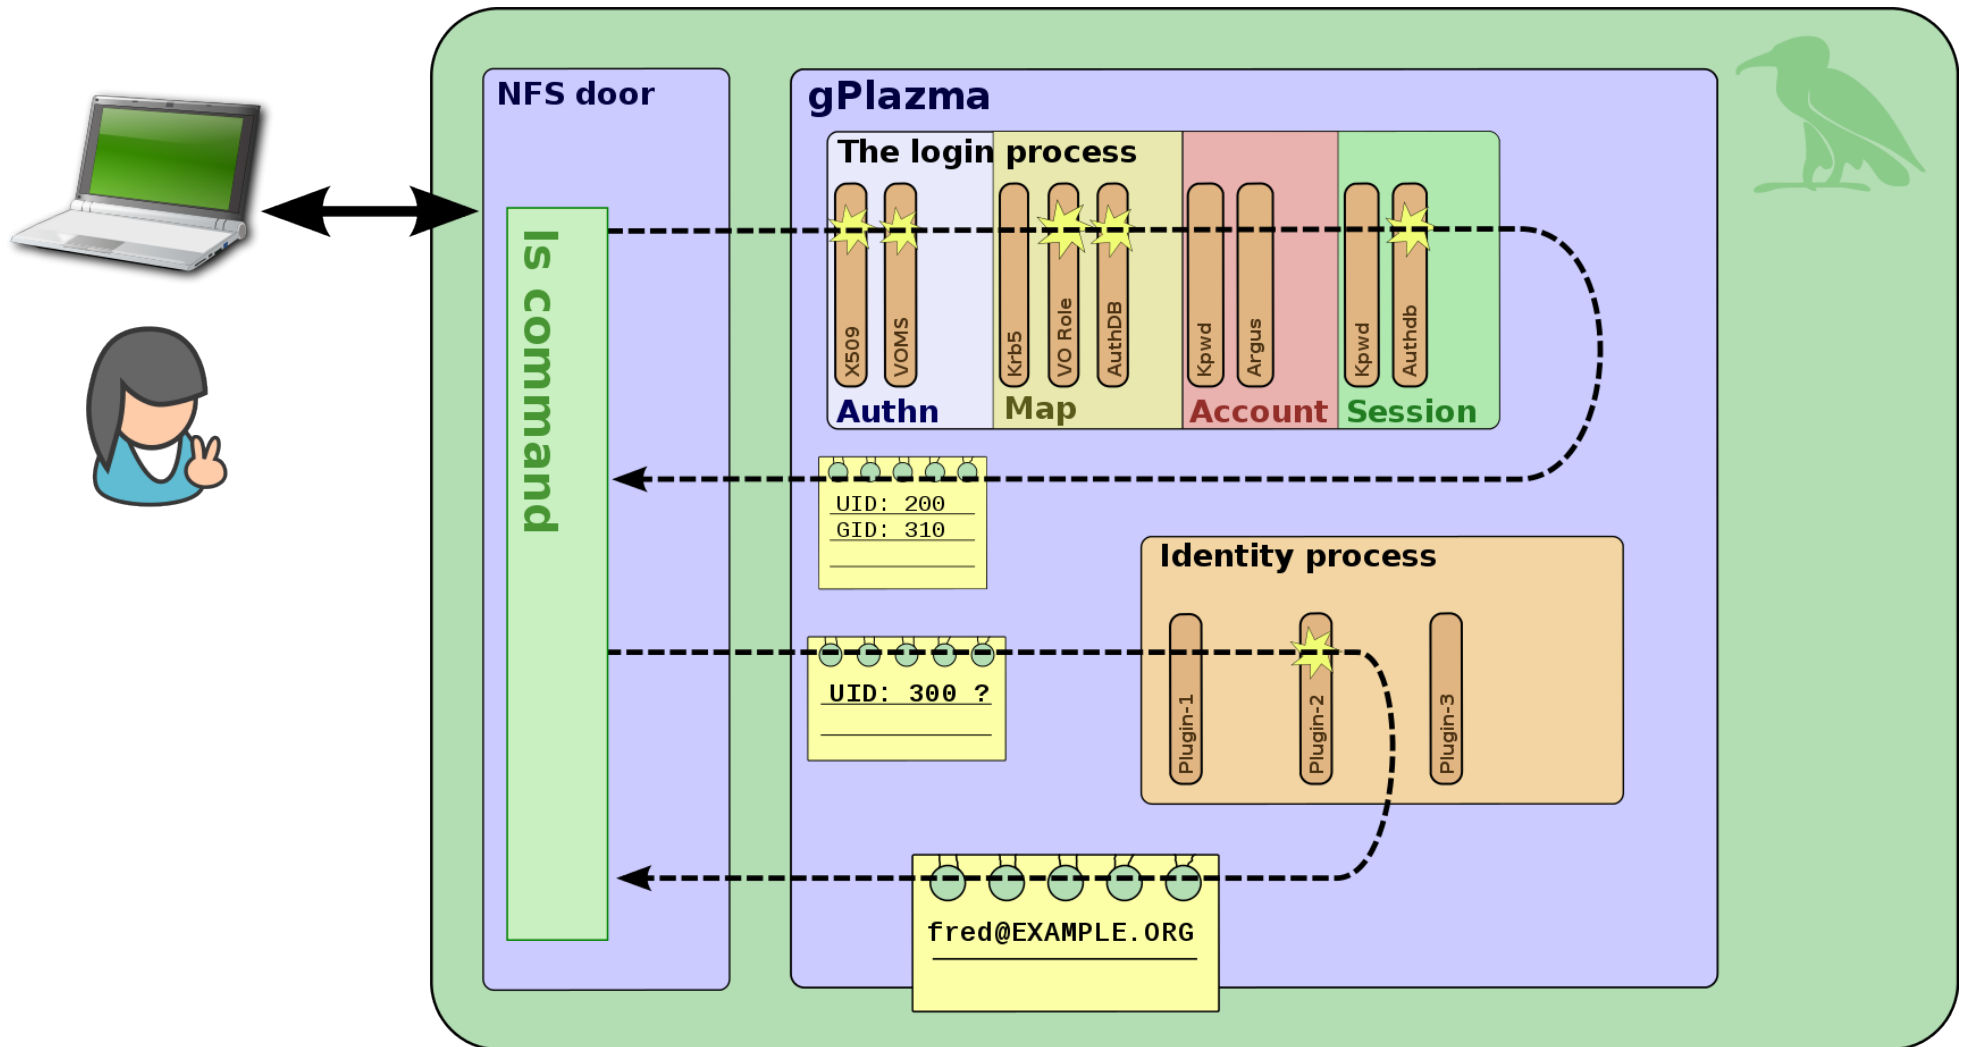 NFS door
ls command
gPlazma
The login process
X509
VOMS
Krb5
VO Role
AuthDB
Kpwd
Argus
Kpwd
Authdb
Authn
Map
Account
Session
UID: 200
GID: 310
Identity process
UID: 300 ?
Plugin-1
Plugin-2
Plugin-3
fred@EXAMPLE.ORG